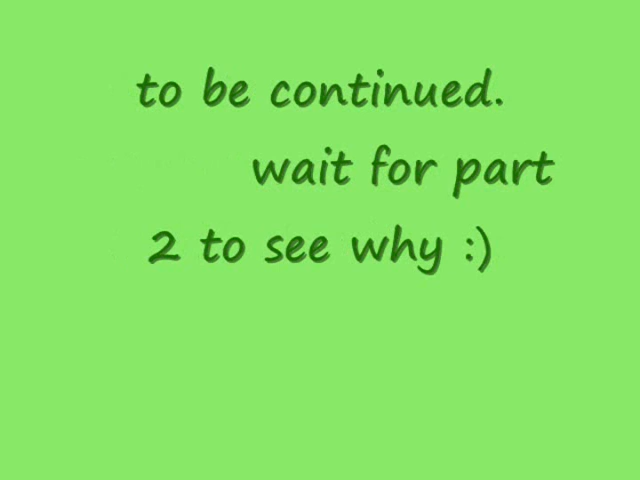 to be continued.
wait for part
2 to see why :)